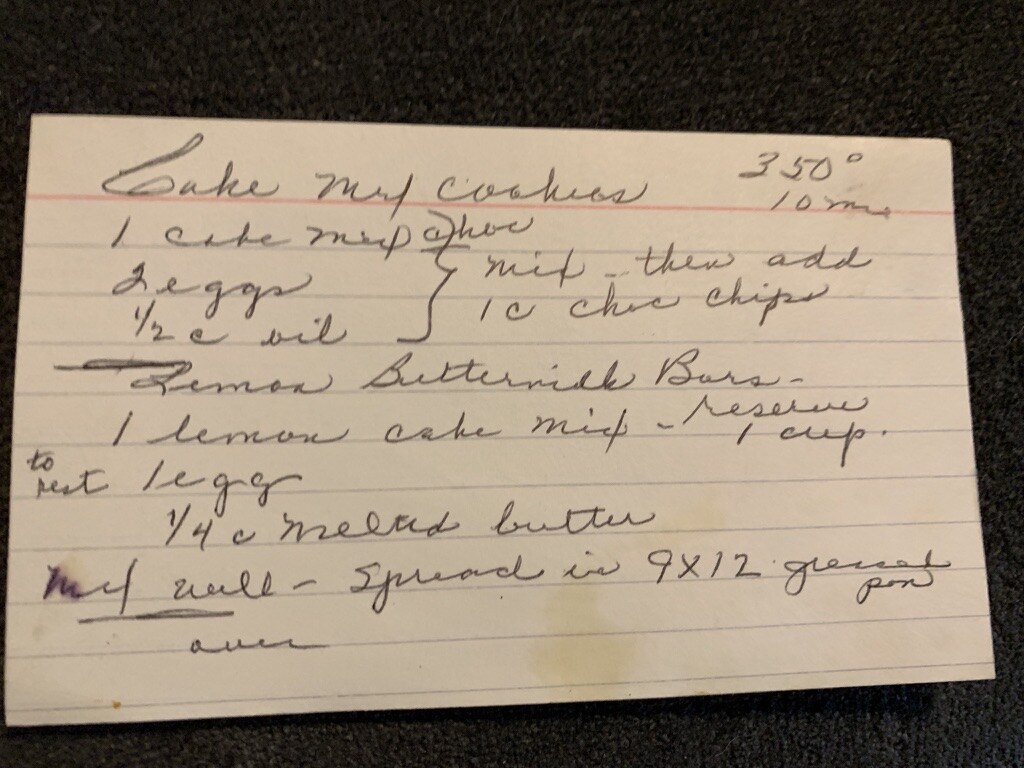 Cake Mix Cookies 350°
10 min
1 cake mix choc
2 eggs } mix - then add
1/2 c oil 1 c choc chips
Lemon Buttermilk Bars -
1 lemon cake mix - reserve
1 cup.
to
rest 1 egg
1/4 c melted butter
Mix well - Spread in 9X12 greased
pan
over